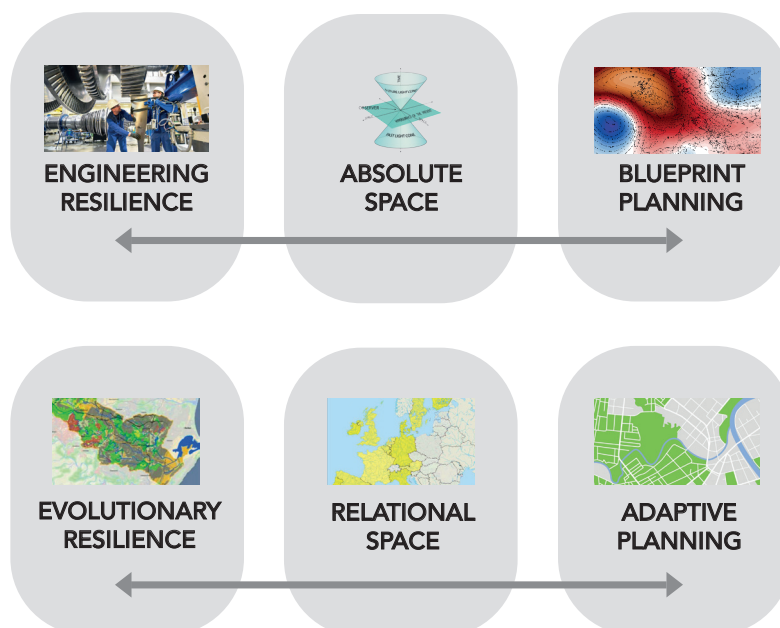 ENGINEERING
RESILIENCE
ABSOLUTE
SPACE
BLUEPRINT
PLANNING
EVOLUTIONARY
RESILIENCE
RELATIONAL
SPACE
ADAPTIVE
PLANNING